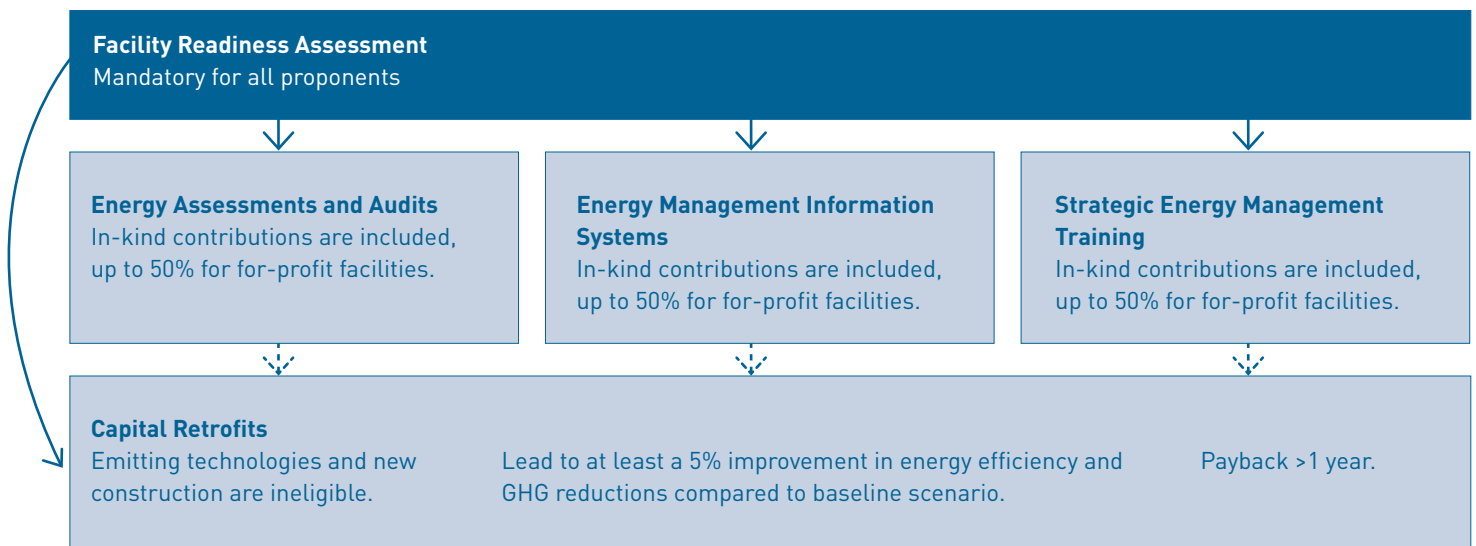 Facility Readiness Assessment
Mandatory for all proponents
Energy Assessments and Audits
In-kind contributions are included,
up to 50% for for-profit facilities.
Energy Management Information
Systems
In-kind contributions are included,
up to 50% for for-profit facilities.
Strategic Energy Management
Training
In-kind contributions are included,
up to 50% for for-profit facilities.
Capital Retrofits
Emitting technologies and new
construction are ineligible.
Lead to at least a 5% improvement in energy efficiency and
GHG reductions compared to baseline scenario.
Payback >1 year.